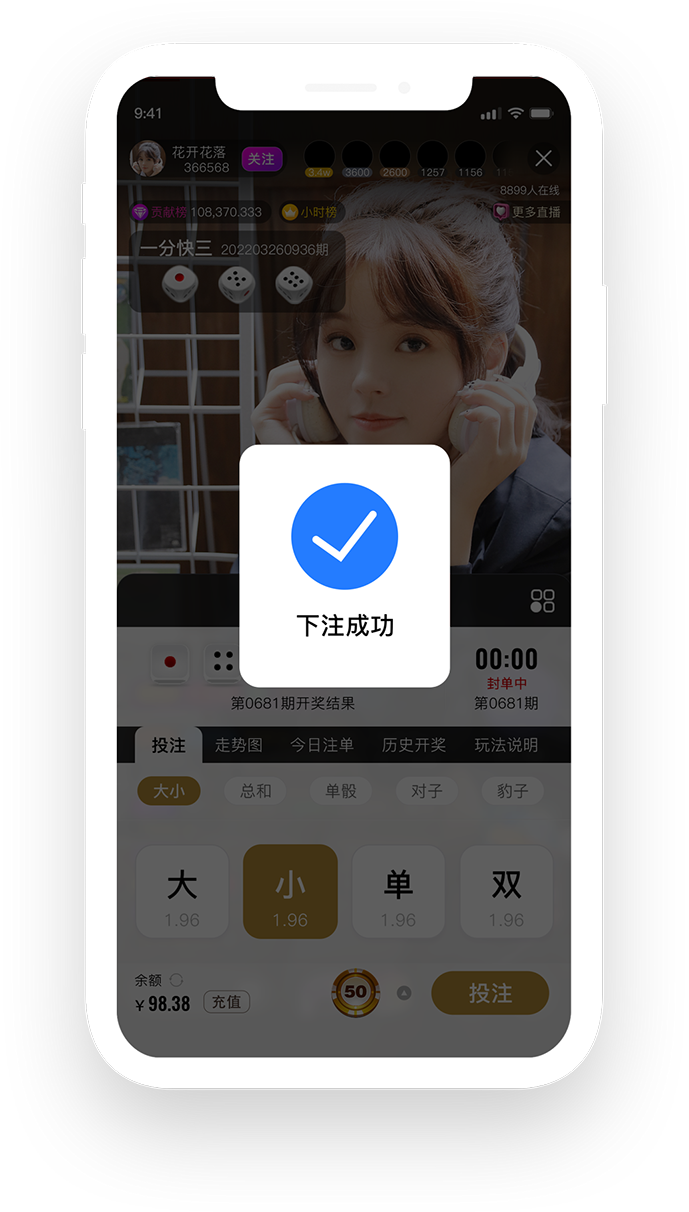 9:41
花开花落
366568
关注
3.4w 3600 2600 1257 1156
8899人在线
贡献榜 108,370.333 小时榜 更多直播
一分快三 202203260936期
下注成功
00:00
封单中
第0681期开奖结果 第0681期
投注 走势图 今日注单 历史开奖 玩法说明
大小 总和 单骰 对子 豹子
大 小 单 双
1.96 1.96 1.96 1.96
余额
¥ 98.38 充值 50 投注